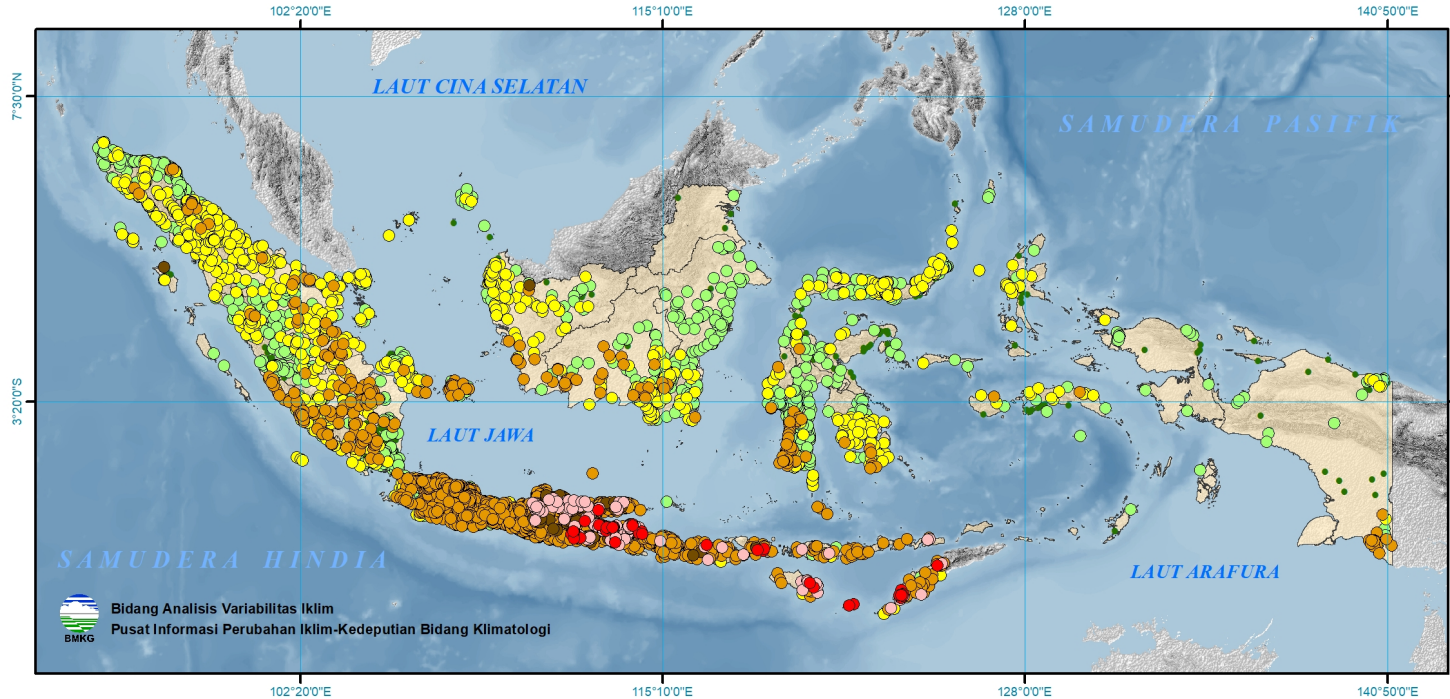 102°20'0"E 115°10'0"E 128°0'0"E 140°50'0"E
7°30'0"N
LAUT CINA SELATAN
SAMUDERA PASIFIK
3°20'0"S
LAUT JAWA
SAMUDERA HINDIA
LAUT ARAFURA
Bidang Analisis Variabilitas Iklim
Pusat Informasi Perubahan Iklim-Kedeputian Bidang Klimatologi
BMKG
102°20'0"E 115°10'0"E 128°0'0"E 140°50'0"E